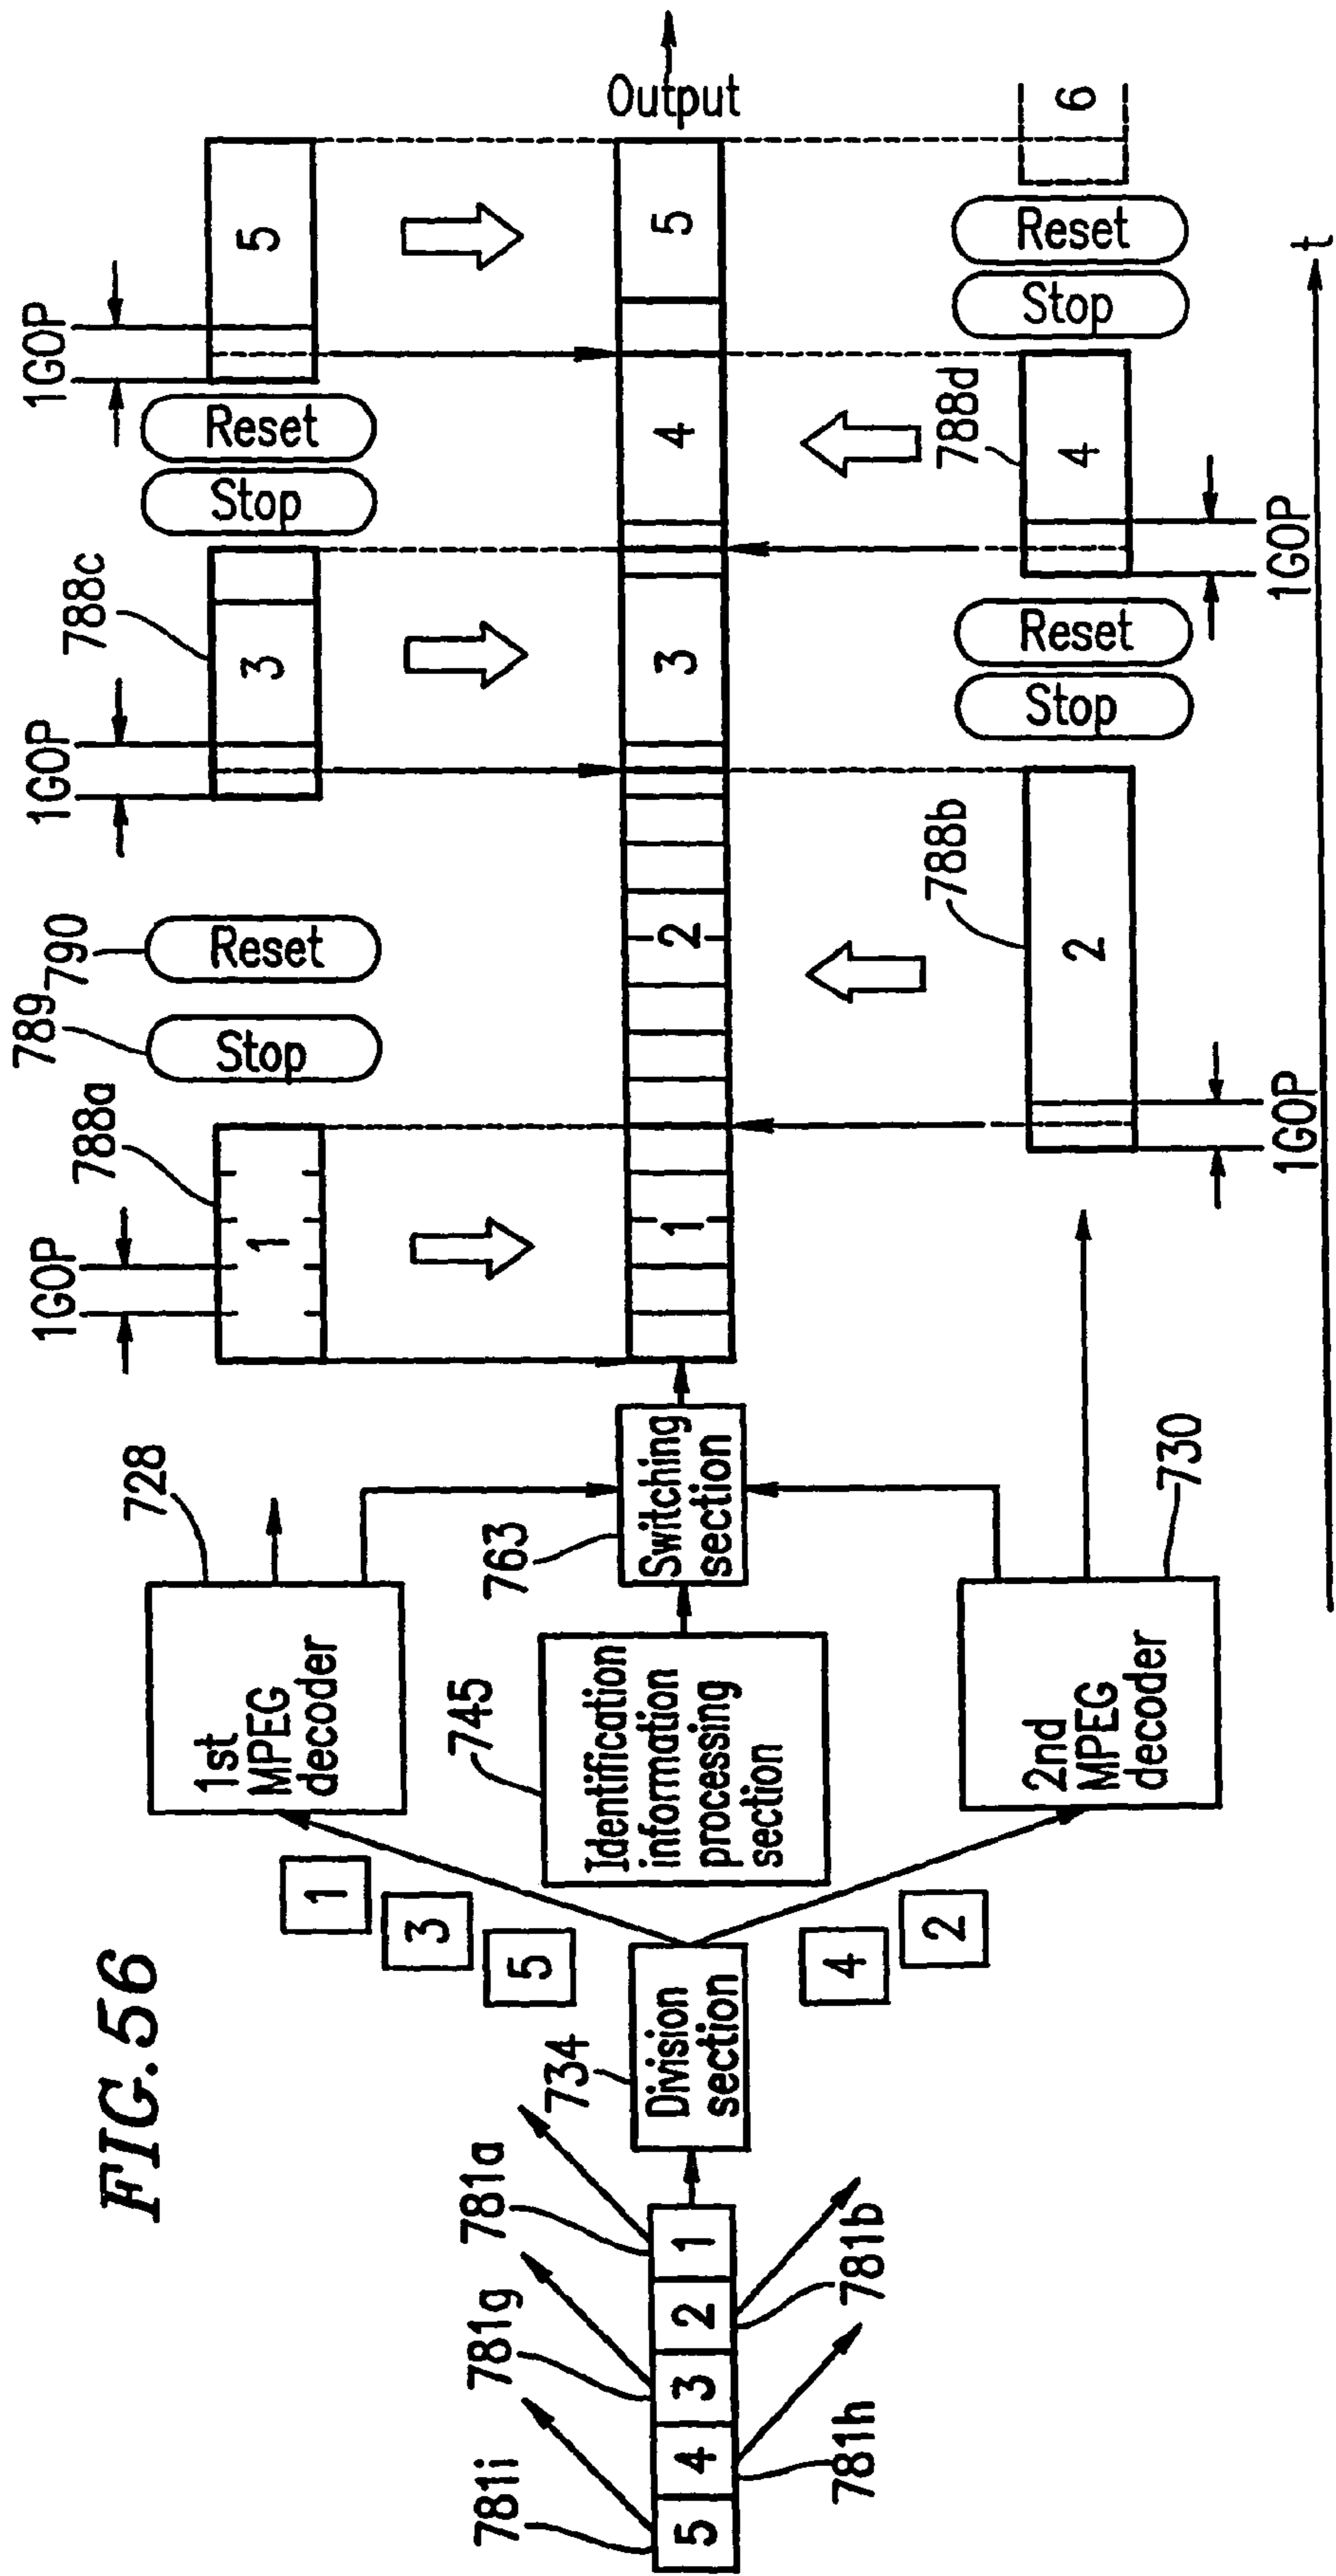 FIG.56
781i
781g
781a
5
4
3
2
1
781h
781b
734
Division
section
1
3
5
4
2
728
1st
MPEG
decoder
745
Identification
information
processing
section
763
Switching
section
2nd
MPEG
decoder
730
1GOP
788a
1
789
Stop
790
Reset
1GOP
788c
3
Stop
Reset
1GOP
5
1
2
3
4
5
Output
1GOP
788b
2
Stop
Reset
1GOP
788d
4
Stop
Reset
6
t